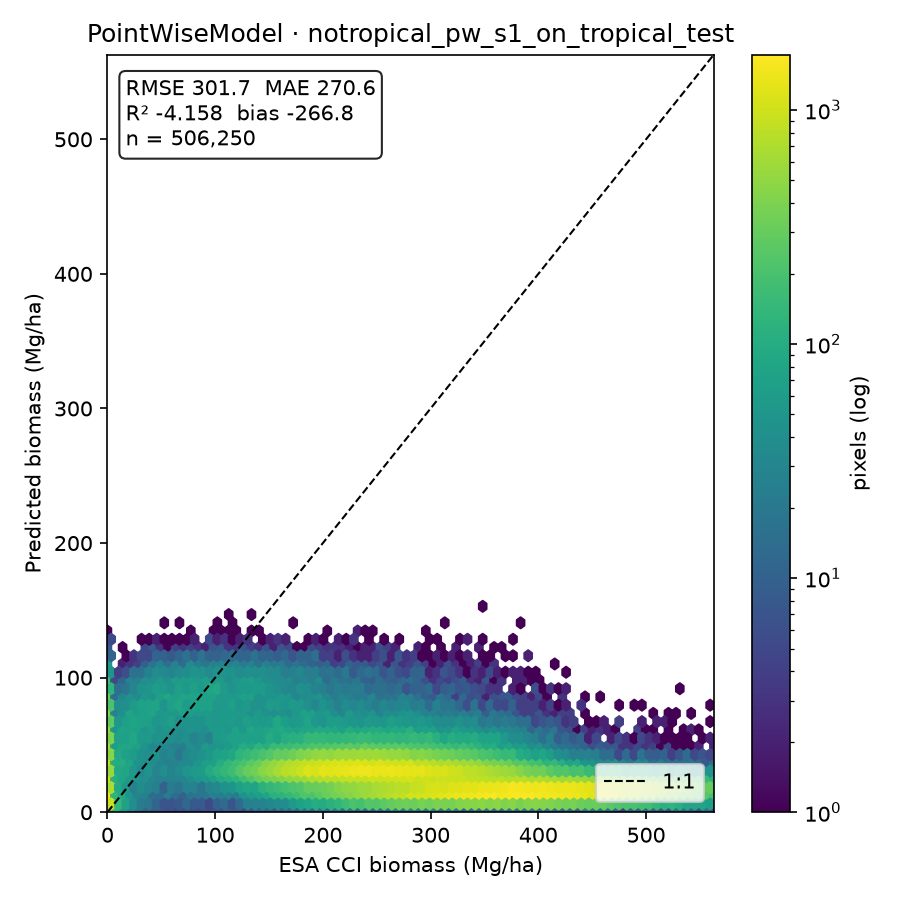 PointWiseModel · notropical_pw_s1_on_tropical_test
RMSE 301.7  MAE 270.6
R² -4.158  bias -266.8
n = 506,250
Predicted biomass (Mg/ha)
500
400
300
200
100
0
0 100 200 300 400 500
ESA CCI biomass (Mg/ha)
1:1
10³
10²
10¹
10⁰
pixels (log)